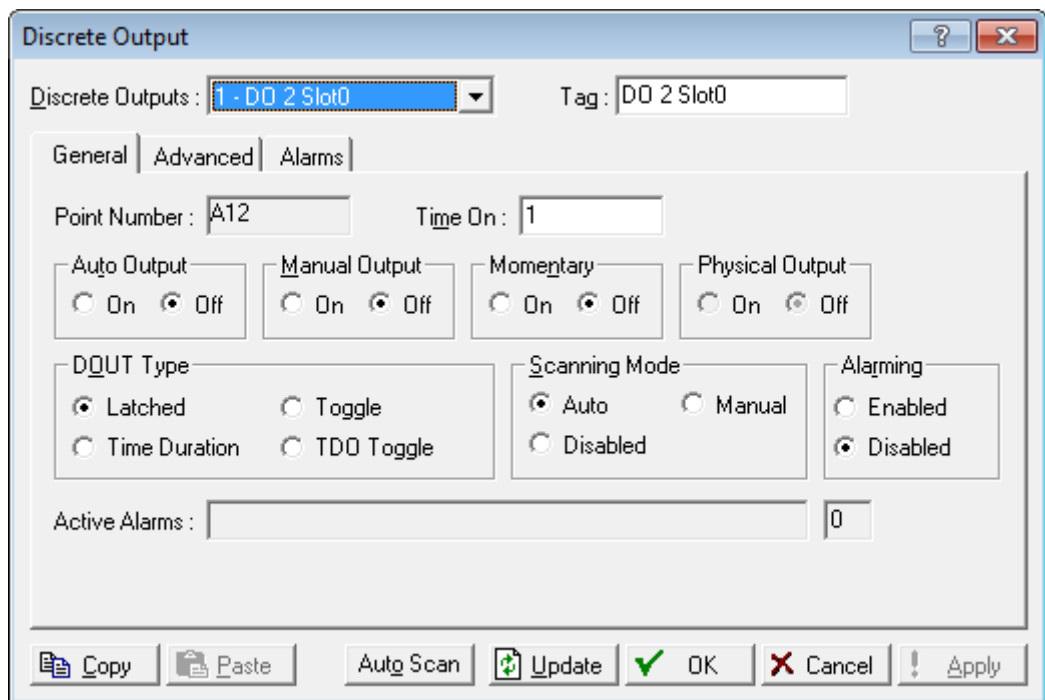 Discrete Output
Discrete Outputs : 1 - DO 2 Slot0 Tag : DO 2 Slot0
General Advanced Alarms
Point Number : A12 Time On : 1
Auto Output Manual Output Momentary Physical Output
On Off On Off On Off On Off
DOUT Type Scanning Mode Alarming
Latched Toggle Auto Manual Enabled
Time Duration TDO Toggle Disabled Disabled
Active Alarms : 0
Copy Paste Auto Scan Update OK Cancel ! Apply